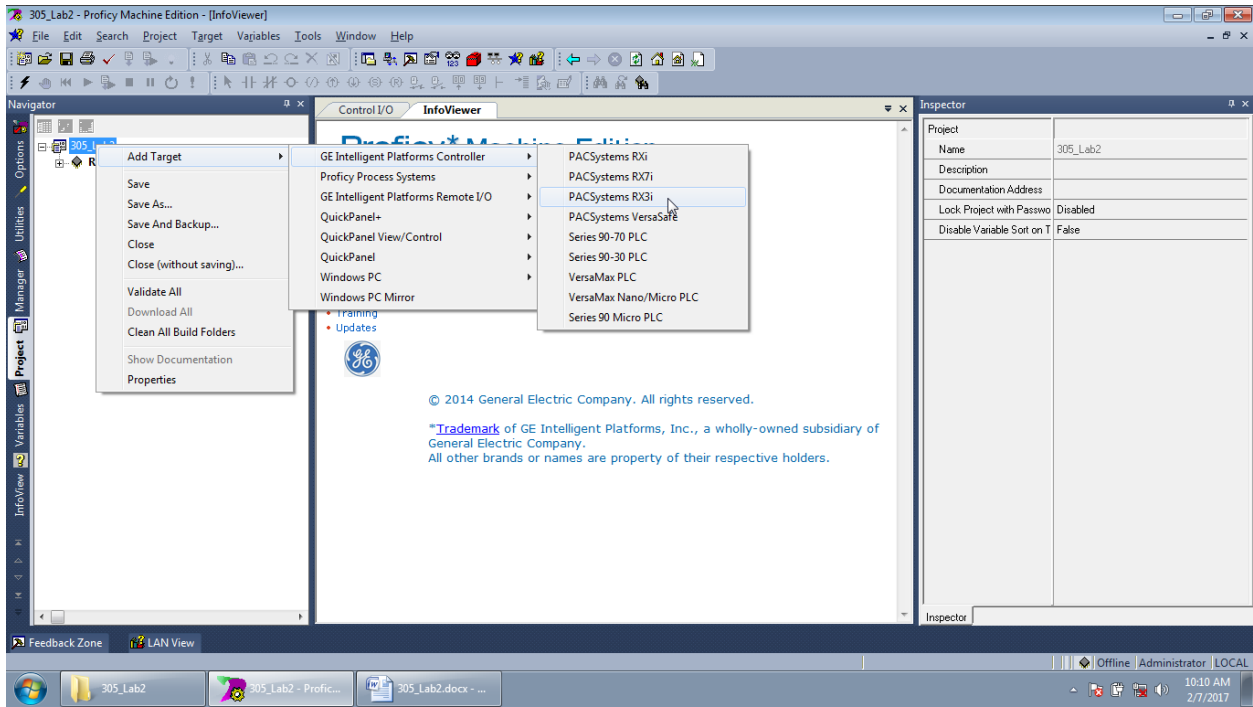 305_Lab2 - Proficy Machine Edition - [InfoViewer]
File Edit Search Project Target Variables Tools Window Help
Navigator
Control I/O InfoViewer
Inspector
Options
Utilities
Manager
Project
Variables
InfoView
305_Lab2
R
Add Target
Save
Save As...
Save And Backup...
Close
Close (without saving)...
Validate All
Download All
Clean All Build Folders
Show Documentation
Properties
GE Intelligent Platforms Controller
Proficy Process Systems
GE Intelligent Platforms Remote I/O
QuickPanel+
QuickPanel View/Control
QuickPanel
Windows PC
Windows PC Mirror
PACSystems RXi
PACSystems RX7i
PACSystems RX3i
PACSystems VersaSafe
Series 90-70 PLC
Series 90-30 PLC
VersaMax PLC
VersaMax Nano/Micro PLC
Series 90 Micro PLC
Proficy* Machine Edition
• Training
• Updates
© 2014 General Electric Company. All rights reserved.
*Trademark of GE Intelligent Platforms, Inc., a wholly-owned subsidiary of
General Electric Company.
All other brands or names are property of their respective holders.
Project
Name 305_Lab2
Description
Documentation Address
Lock Project with Passwo Disabled
Disable Variable Sort on T False
Inspector
Feedback Zone LAN View
Offline Administrator LOCAL
305_Lab2
305_Lab2 - Profic...
305_Lab2.docx - ...
10:10 AM
2/7/2017